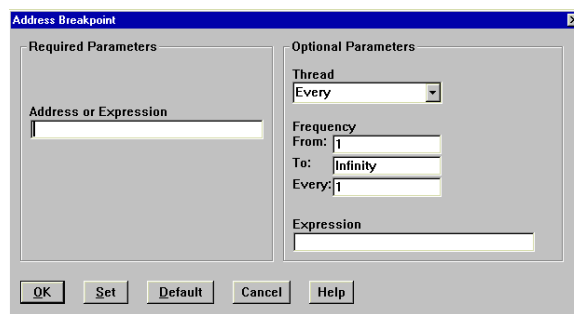 Address Breakpoint
Required Parameters
Address or Expression
Optional Parameters
Thread
Every
Frequency
From: 1
To: Infinity
Every: 1
Expression
OK Set Default Cancel Help